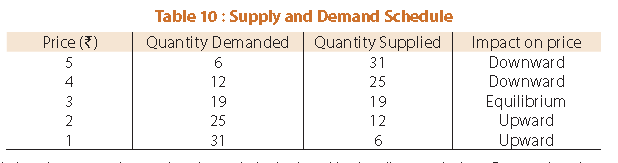 Table 10 : Supply and Demand Schedule
Price (₹) Quantity Demanded Quantity Supplied Impact on price
5 6 31 Downward
4 12 25 Downward
3 19 19 Equilibrium
2 25 12 Upward
1 31 6 Upward